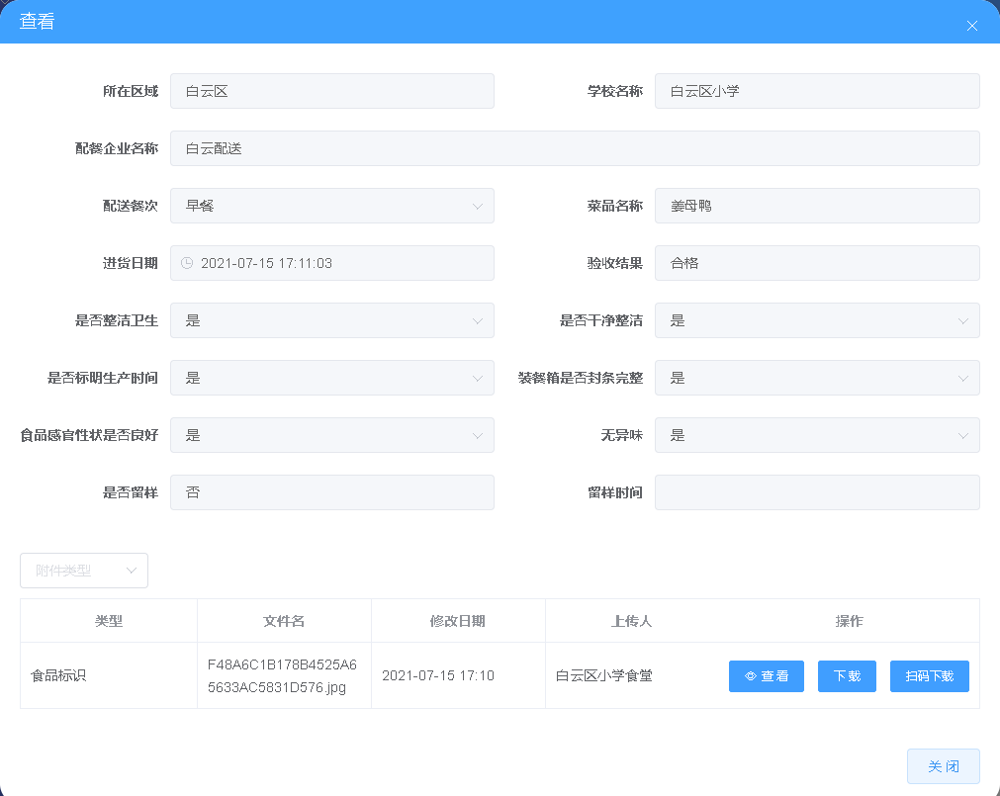 查看
所在区域 白云区 学校名称 白云区小学
配餐企业名称 白云配送
配送餐次 早餐 菜品名称 姜母鸭
进货日期 2021-07-15 17:11:03 验收结果 合格
是否整洁卫生 是 是否干净整洁 是
是否标明生产时间 是 装餐箱是否封条完整 是
食品感官性状是否良好 是 无异味 是
是否留样 否 留样时间
附件类型
类型 文件名 修改日期 上传人 操作
食品标识 F48A6C1B178B4525A6 2021-07-15 17:10 白云区小学食堂 查看 下载 扫码下载
5633AC5831D576.jpg
关闭